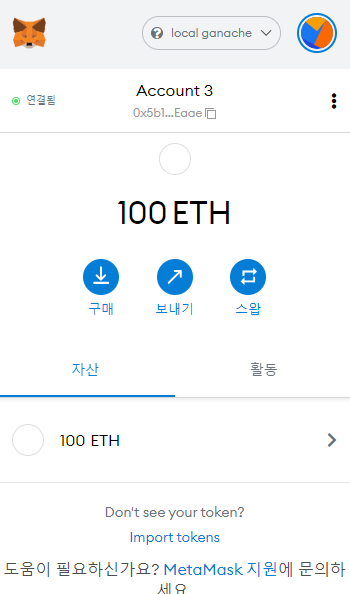 local ganache
연결됨
Account 3
0x5b1...Eaae
100 ETH
구매
보내기
스왑
자산
활동
100 ETH
Don't see your token?
Import tokens
도움이 필요하신가요? MetaMask 지원에 문의하
세요